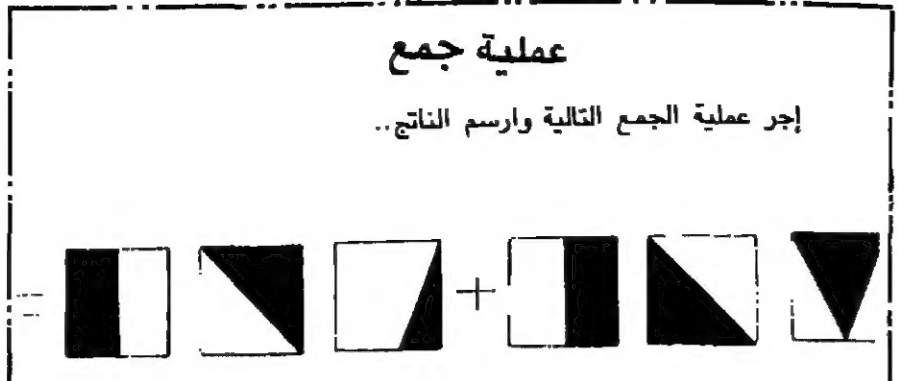 عملية جمع
إجر عملية الجمع التالية وارسم الناتج..
+ =